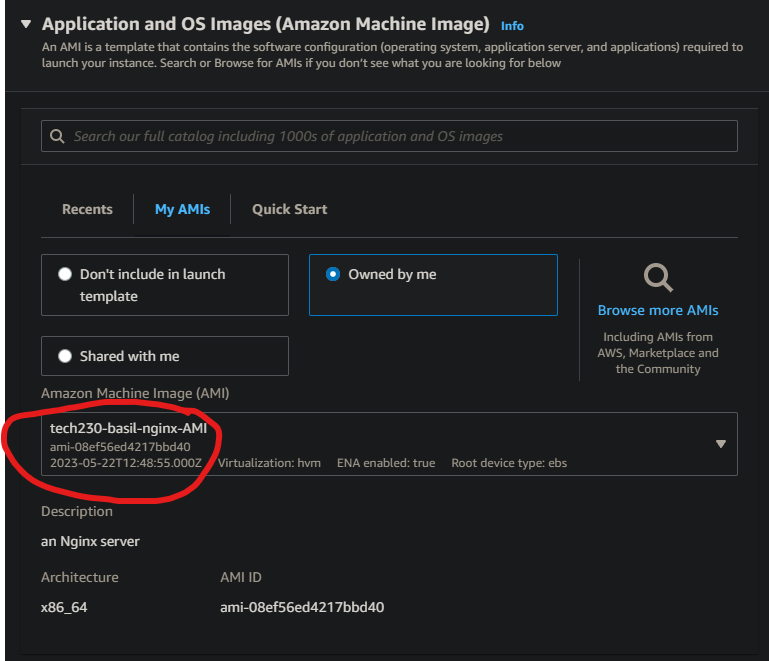 Application and OS Images (Amazon Machine Image) Info
An AMI is a template that contains the software configuration (operating system, application server, and applications) required to
launch your instance. Search or Browse for AMIs if you don't see what you are looking for below
Search our full catalog including 1000s of application and OS images
Recents
My AMIs
Quick Start
Don't include in launch
template
Owned by me
Shared with me
Browse more AMIs
Including AMIs from
AWS, Marketplace and
the Community
Amazon Machine Image (AMI)
tech230-basil-nginx-AMI
ami-08ef56ed4217bbd40
2023-05-22T12:48:55.000Z Virtualization: hvm ENA enabled: true Root device type: ebs
Description
an Nginx server
Architecture
AMI ID
x86_64
ami-08ef56ed4217bbd40